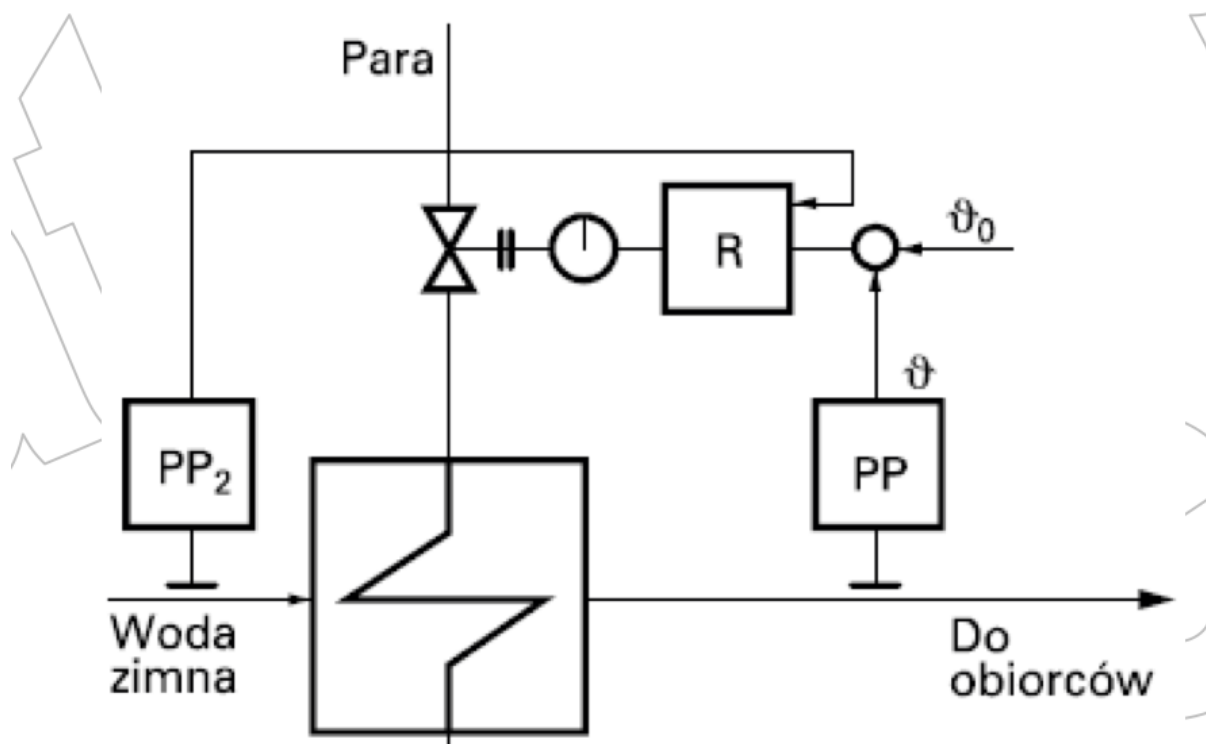 Para
R
ϑ₀
ϑ
PP₂
PP
Woda
zimna
Do
obiorców